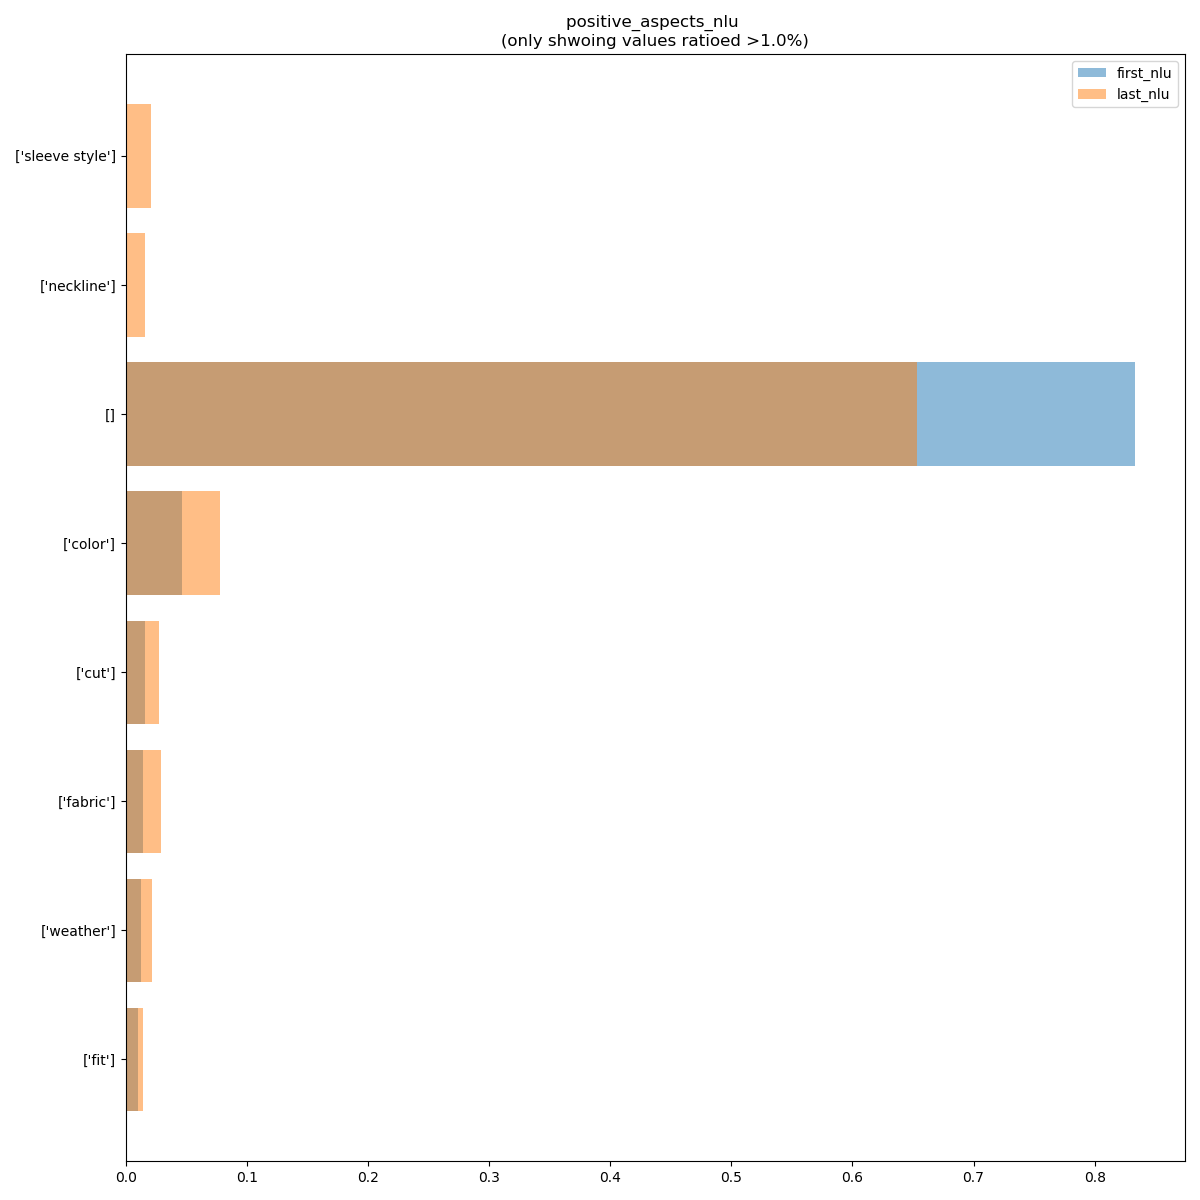 positive_aspects_nlu
(only shwoing values ratioed >1.0%)
first_nlu
last_nlu
['sleeve style']
['neckline']
[]
['color']
['cut']
['fabric']
['weather']
['fit']
0.0 0.1 0.2 0.3 0.4 0.5 0.6 0.7 0.8